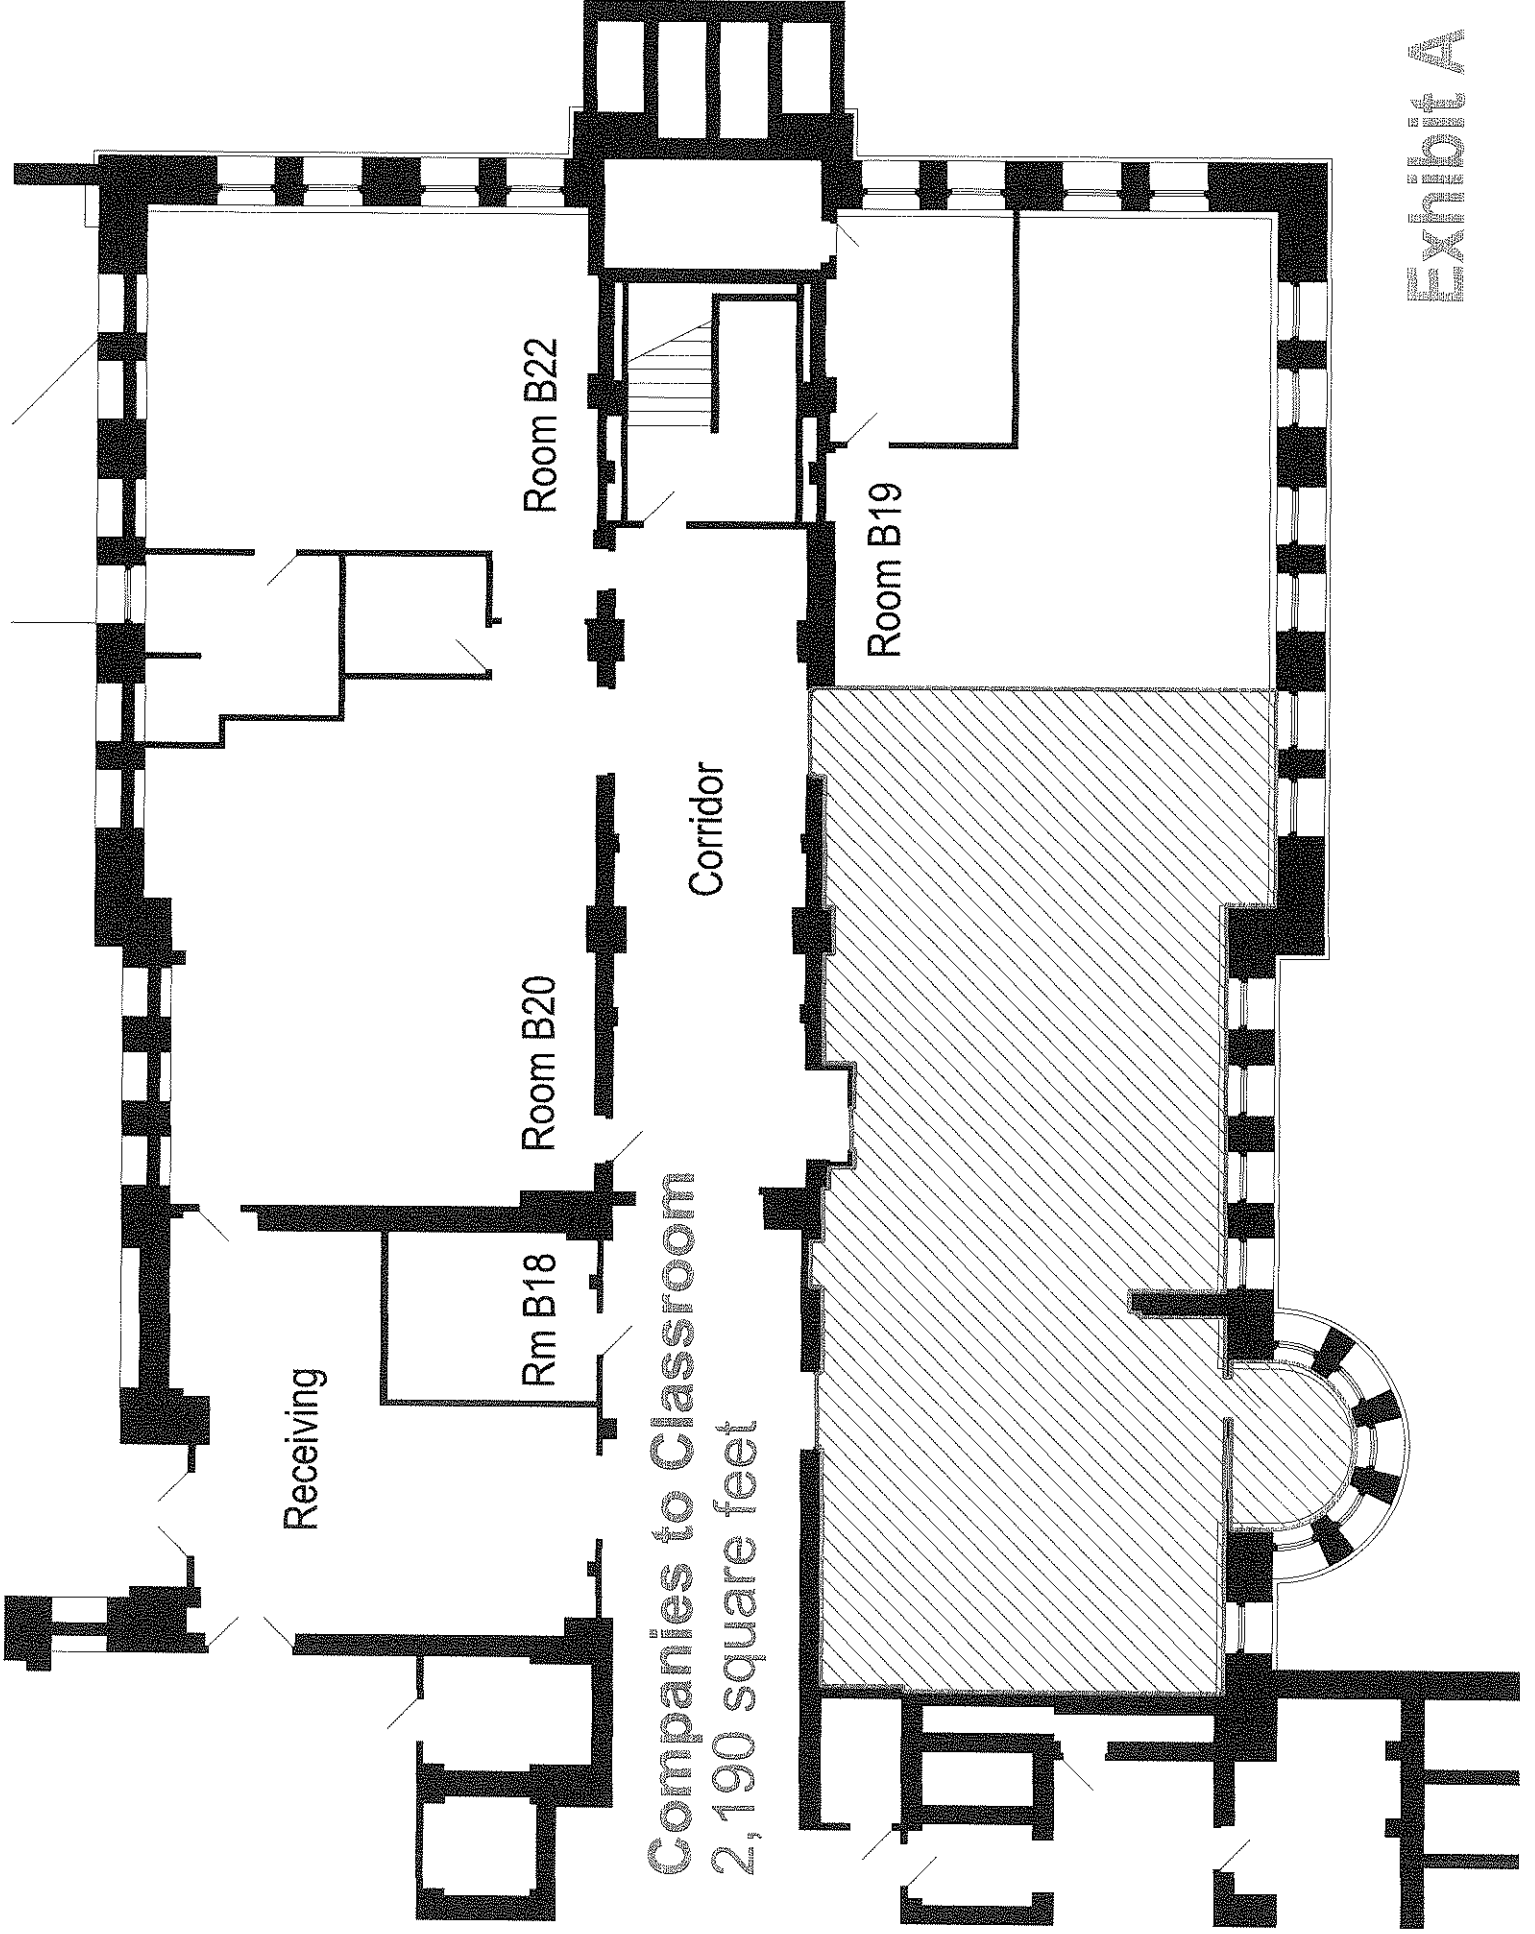 Exhibit A
Room B22
Room B19
Corridor
Room B20
Rm B18
Receiving
Companies to Classroom
2,190 square feet